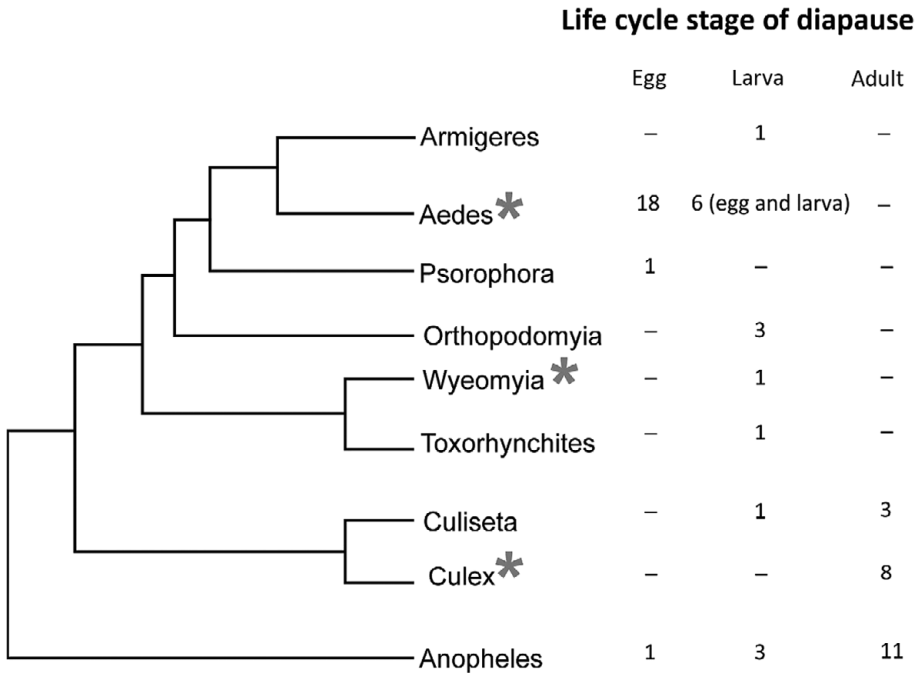 Life cycle stage of diapause
Egg Larva Adult
Armigeres – 1 –
Aedes* 18 6 (egg and larva) –
Psorophora 1 – –
Orthopodomyia – 3 –
Wyeomyia* – 1 –
Toxorhynchites – 1 –
Culiseta – 1 3
Culex* – – 8
Anopheles 1 3 11